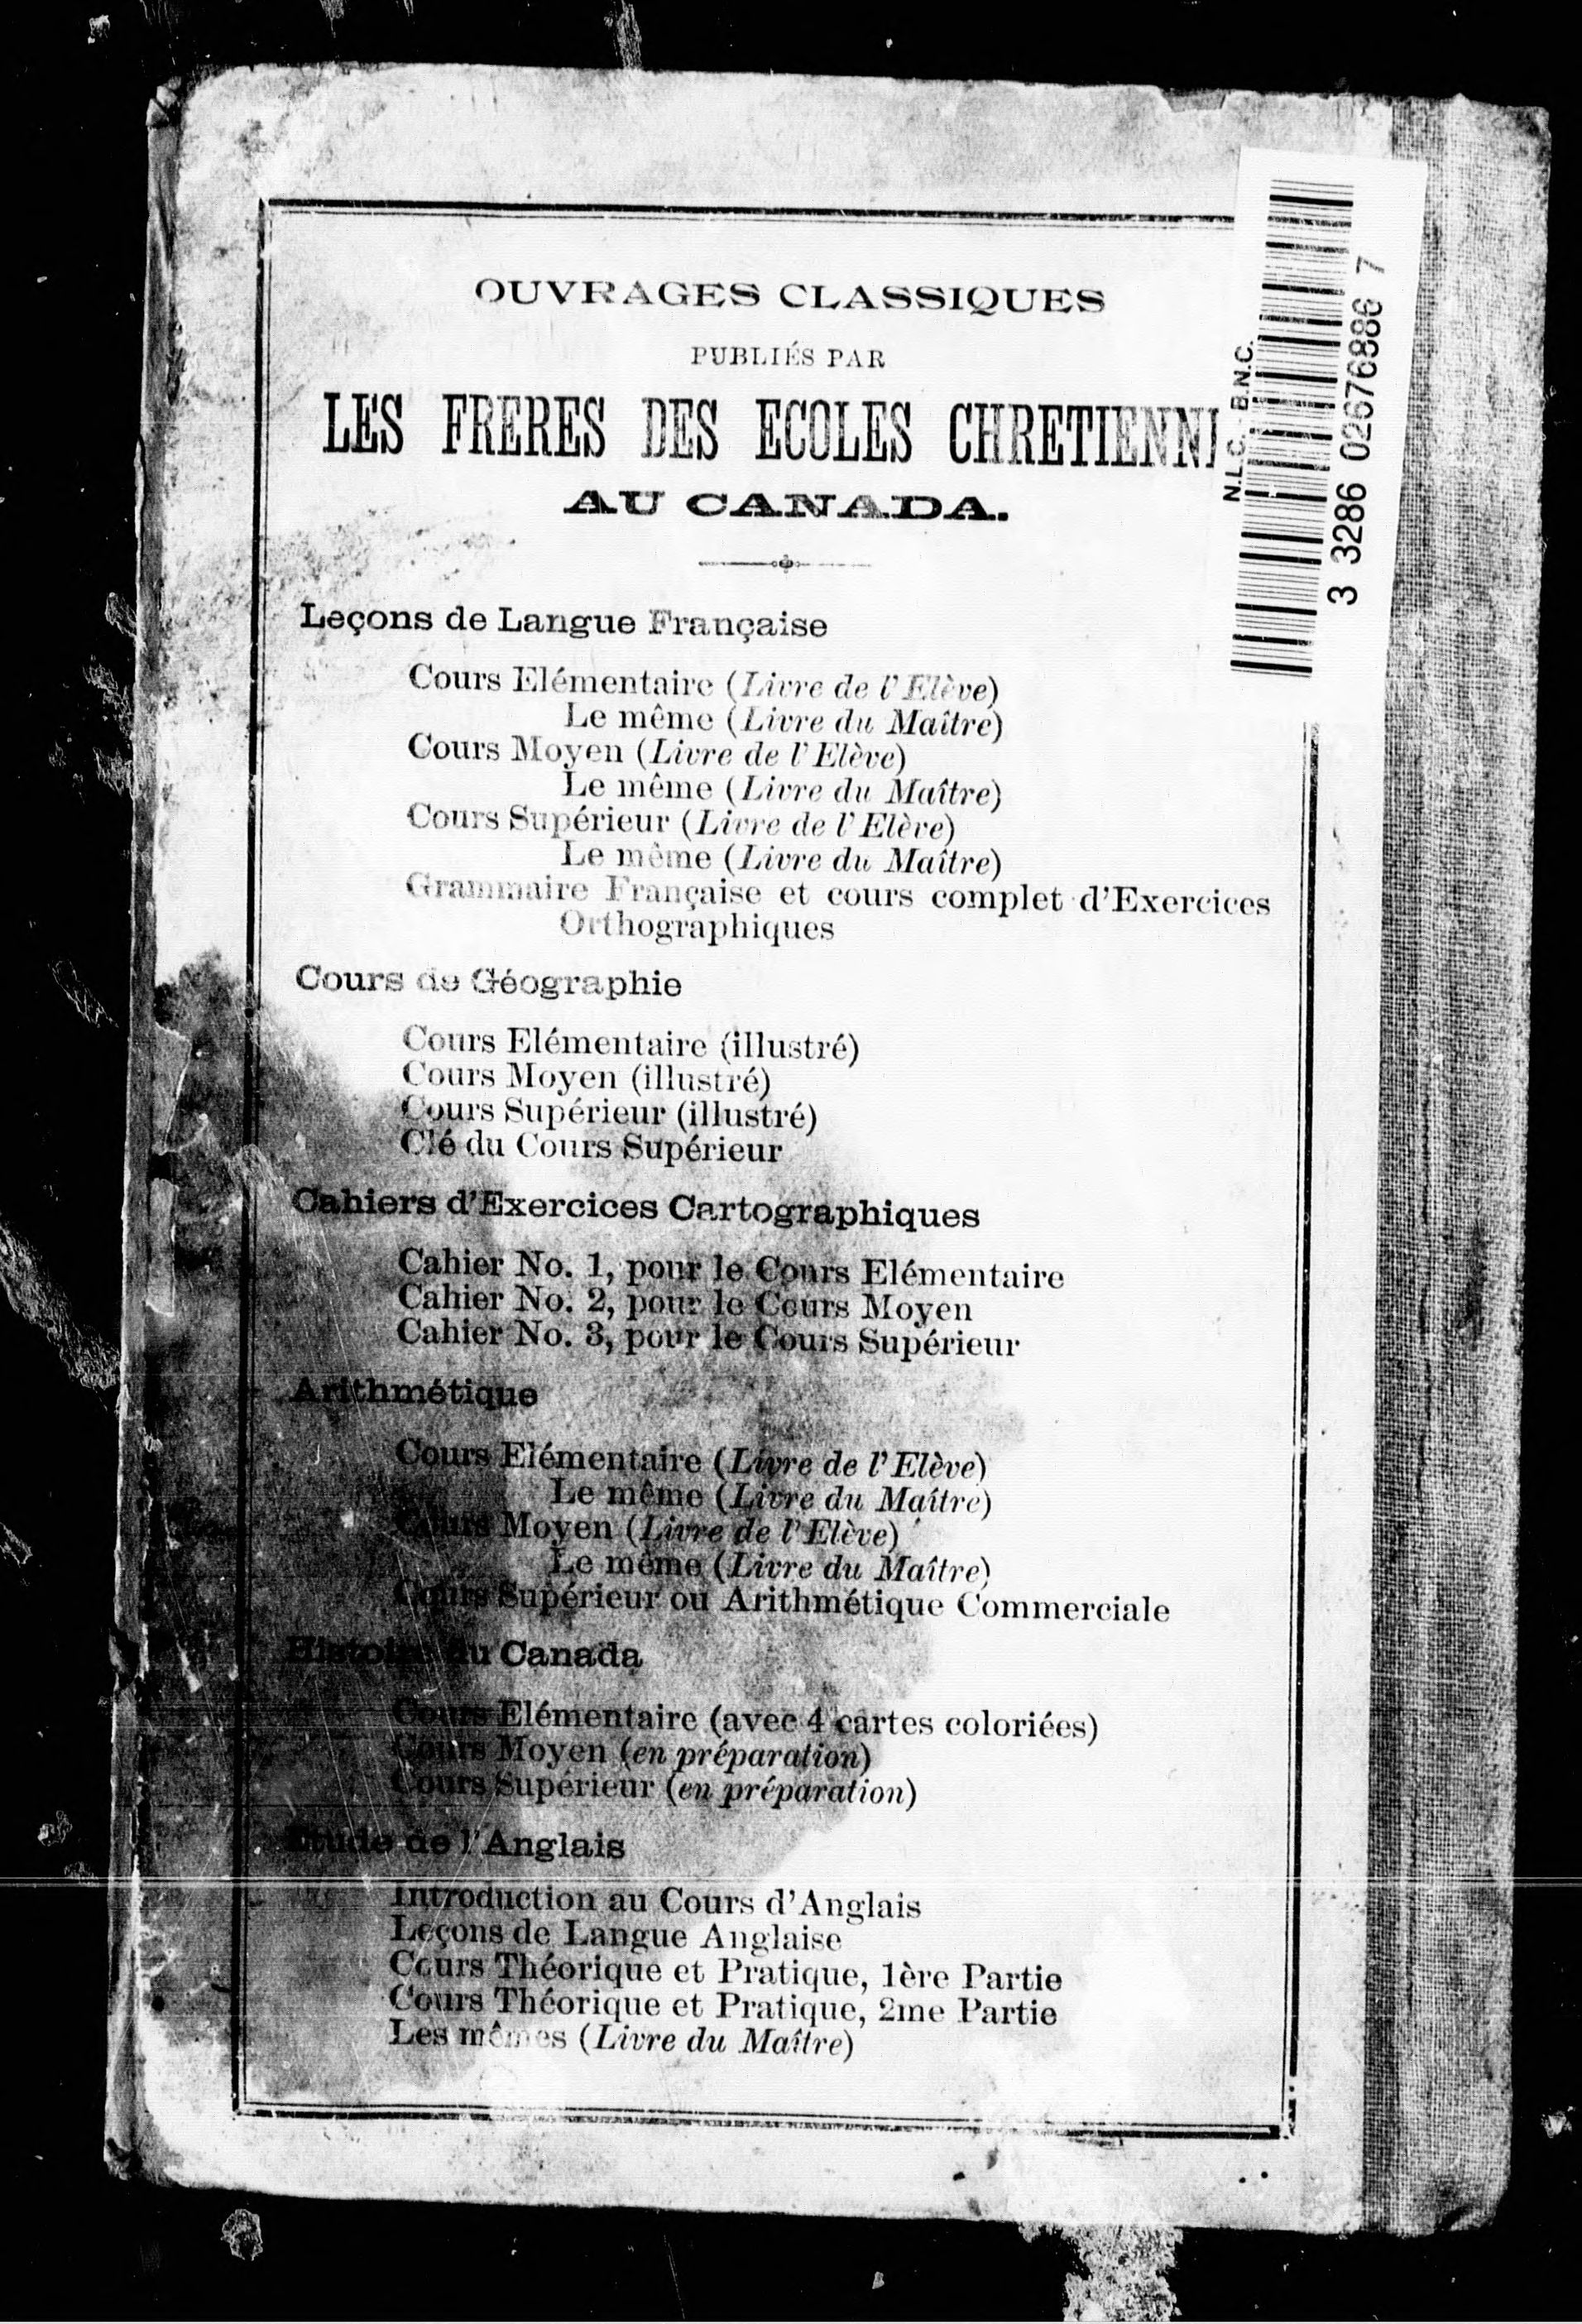 OUVRAGES CLASSIQUES
PUBLIÉS PAR
LES FRERES DES ECOLES CHRETIENN
AU CANADA.
N.L.C. - B.N.C.
3 3286 02676886 7
Leçons de Langue Française
Cours Elémentaire (Livre de l'Elève)
Le même (Livre du Maître)
Cours Moyen (Livre de l'Elève)
Le même (Livre du Maître)
Cours Supérieur (Livre de l'Elève)
Le même (Livre du Maître)
Grammaire Française et cours complet d'Exercices
Orthographiques
Cours de Géographie
Cours Elémentaire (illustré)
Cours Moyen (illustré)
Cours Supérieur (illustré)
Clé du Cours Supérieur
Cahiers d'Exercices Cartographiques
Cahier No. 1, pour le Cours Elémentaire
Cahier No. 2, pour le Cours Moyen
Cahier No. 3, pour le Cours Supérieur
Arithmétique
Cours Elémentaire (Livre de l'Elève)
Le même (Livre du Maître)
Cours Moyen (Livre de l'Elève)
Le même (Livre du Maître)
Cours Supérieur ou Arithmétique Commerciale
Histoire du Canada
Cours Elémentaire (avec 4 cartes coloriées)
Cours Moyen (en préparation)
Cours Supérieur (en préparation)
Etude de l'Anglais
Introduction au Cours d'Anglais
Leçons de Langue Anglaise
Cours Théorique et Pratique, 1ère Partie
Cours Théorique et Pratique, 2me Partie
Les mêmes (Livre du Maître)